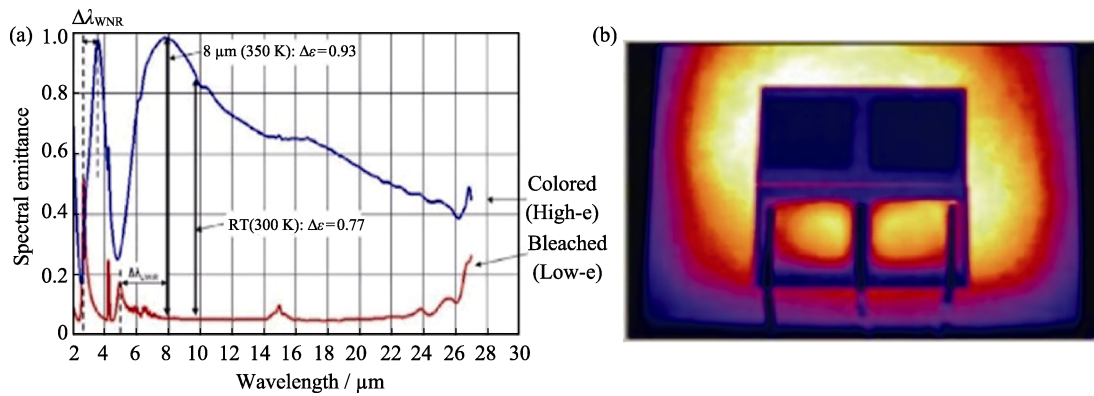 ΔλWNR
(a)
1.0
8 μm (350 K): Δε=0.93
0.8
0.6
0.4
RT(300 K): Δε=0.77
0.2
ΔλLWNR
0
2 4 6 8 10 12 14 16 18 20 22 24 26 28 30
Wavelength / μm
Spectral emittance
Colored
(High-e)
Bleached
(Low-e)
(b)